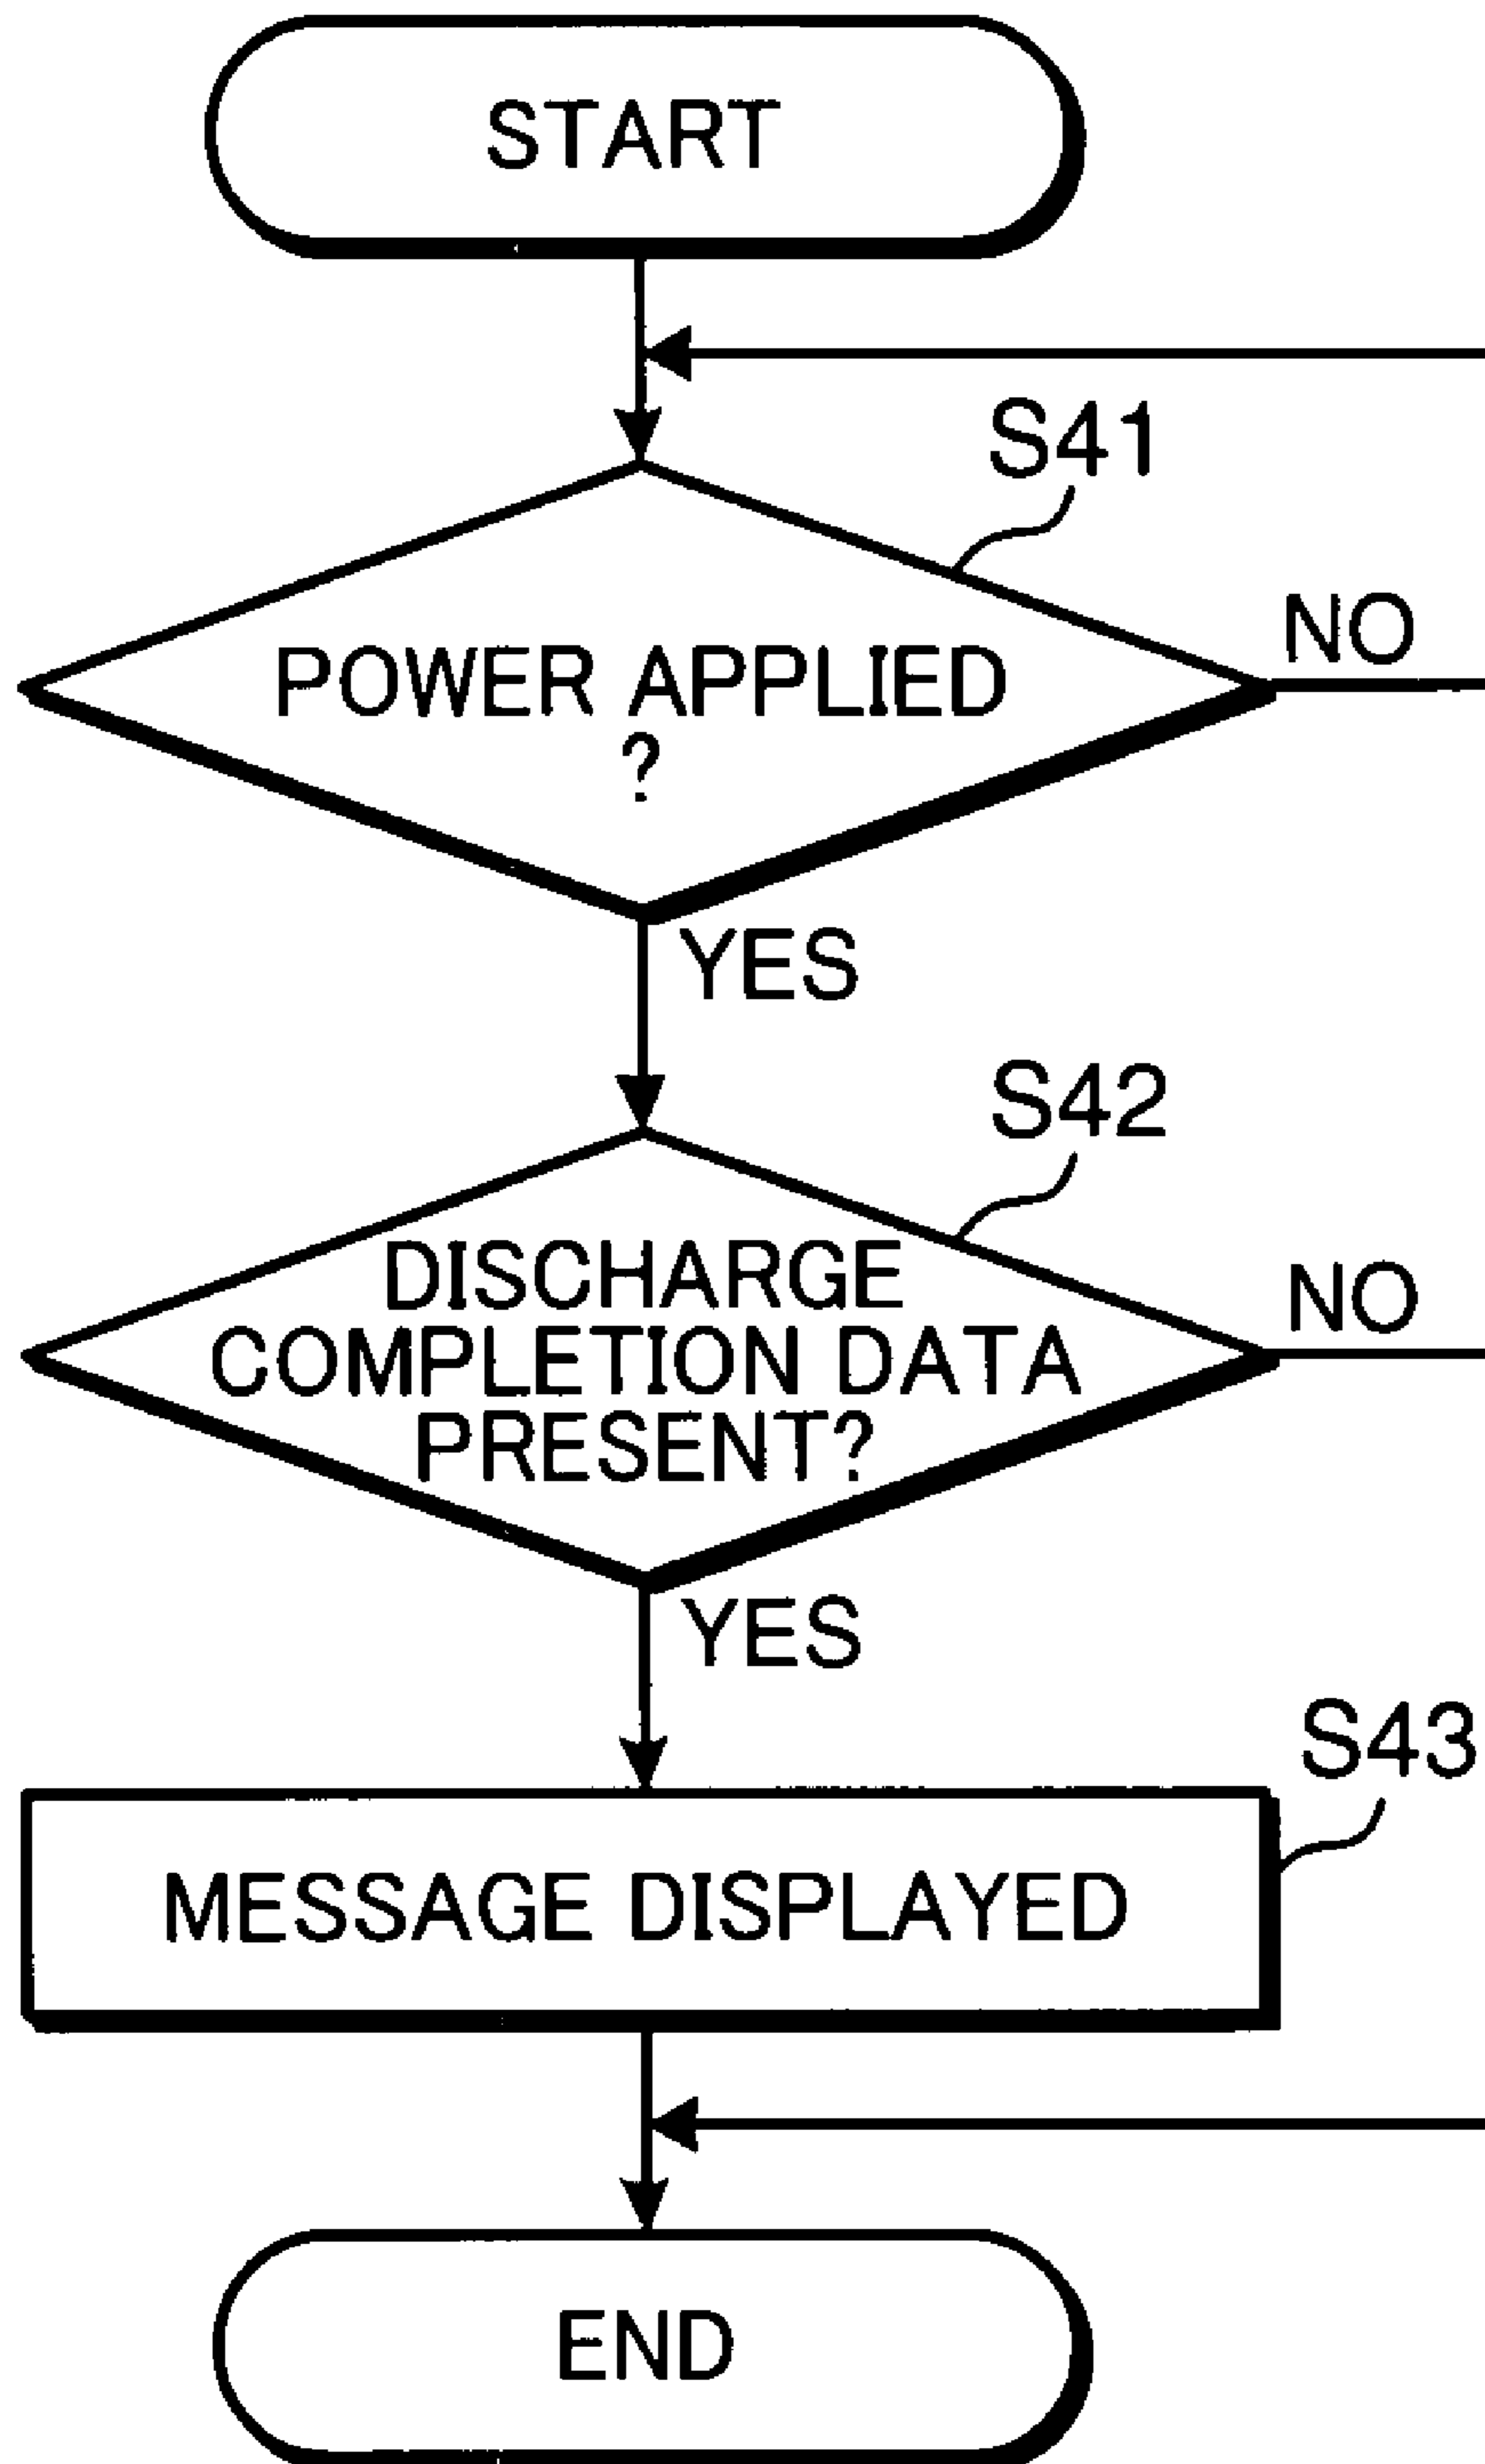 START
S41
POWER APPLIED
?
NO
YES
S42
DISCHARGE
COMPLETION DATA
PRESENT?
NO
YES
S43
MESSAGE DISPLAYED
END